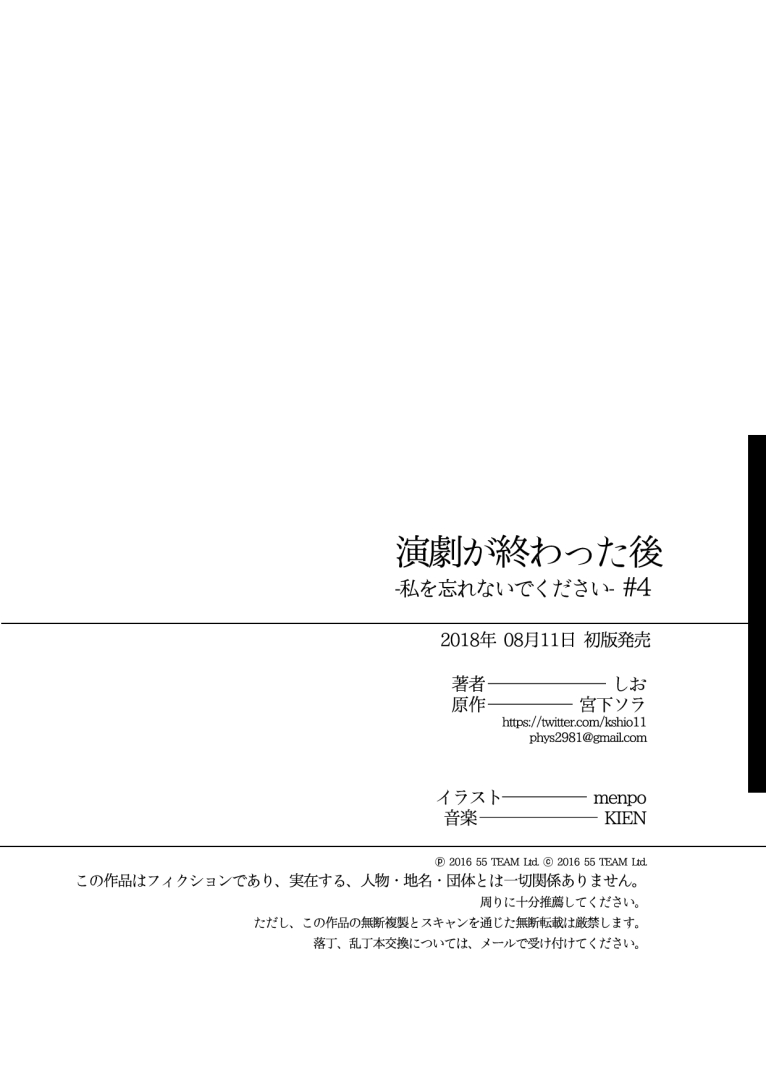 演劇が終わった後
-私を忘れないでください- #4
2018年 08月11日 初版発売
著者 ――――――― しお
原作 ――――― 宮下ソラ
https://twitter.com/kshio11
phys2981@gmail.com
イラスト ――――― menpo
音楽 ――――――― KIEN
Ⓟ 2016 55 TEAM Ltd. ⓒ 2016 55 TEAM Ltd.
この作品はフィクションであり、実在する、人物・地名・団体とは一切関係ありません。
周りに十分推薦してください。
ただし、この作品の無断複製とスキャンを通じた無断転載は厳禁します。
落丁、乱丁本交換については、メールで受け付けてください。